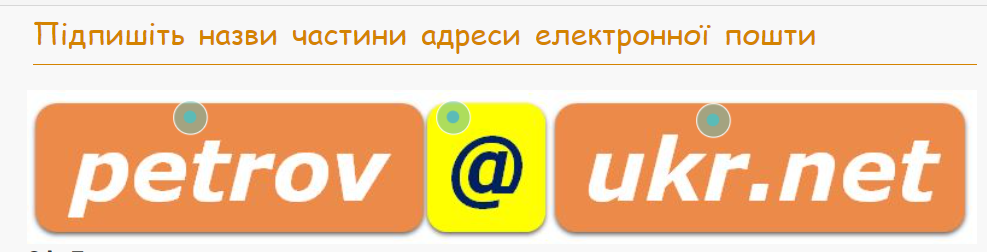 Підпишіть назви частини адреси електронної пошти
petrov @ ukr.net